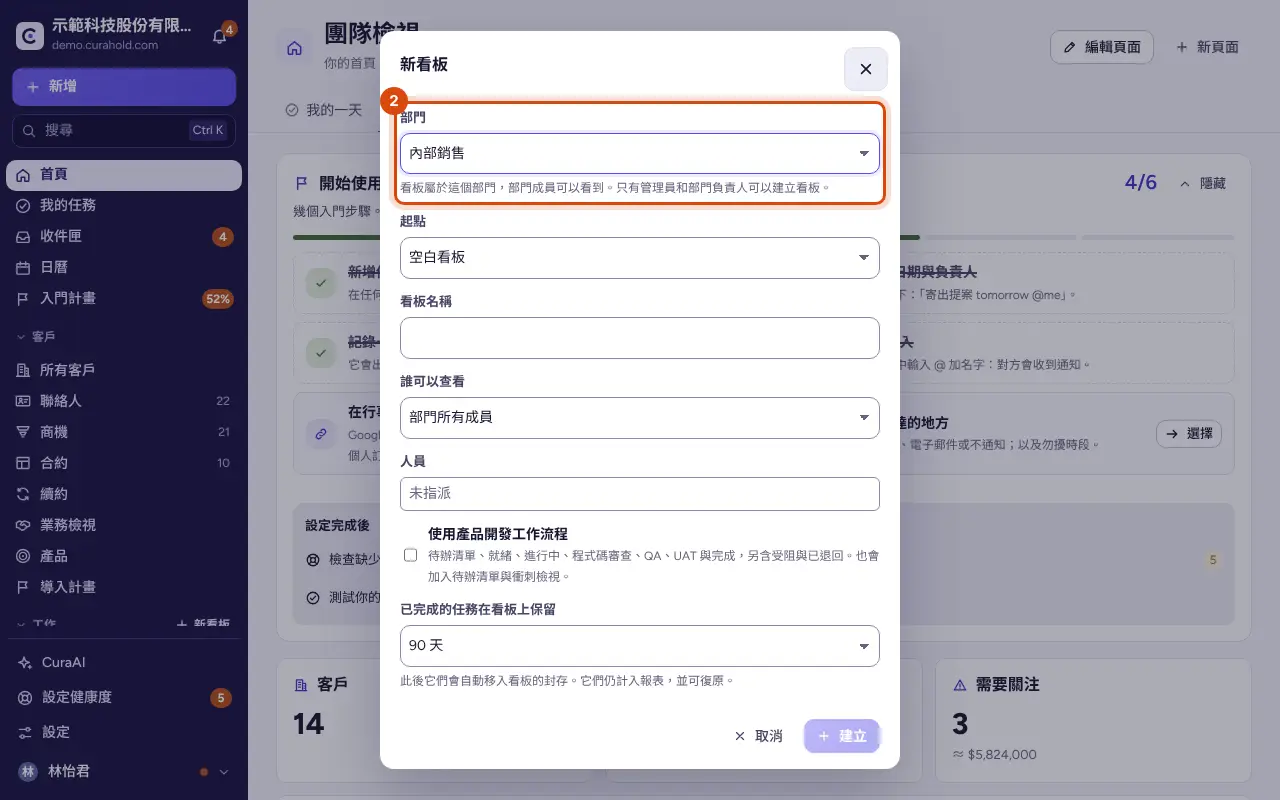 示範科技股份有限...
demo.curahold.com
4
新增
搜尋
Ctrl K
首頁
我的任務
收件匣
4
日曆
入門計畫
52%
客戶
所有客戶
聯絡人
22
商機
21
合約
10
續約
業務檢視
產品
導入計畫
工作
新看板
CuraAI
設定健康度
5
設定
林
林怡君
團隊檢視
你的首頁
編輯頁面
新頁面
我的一天
開始使用
4/6
隱藏
幾個入門步驟。
新增
在任何
日期與負責人
下：「寄出提案 tomorrow @me」。
記錄
它會出
入
中輸入 @ 加名字：對方會收到通知。
在行事
Google
個人訂
達的地方
、電子郵件或不通知；以及勿擾時段。
選擇
設定完成後
檢查缺少
5
測試你的
客戶
14
需要關注
3
≈ $5,824,000
新看板
2
部門
內部銷售
看板屬於這個部門，部門成員可以看到。只有管理員和部門負責人可以建立看板。
起點
空白看板
看板名稱
誰可以查看
部門所有成員
人員
未指派
使用產品開發工作流程
待辦清單、就緒、進行中、程式碼審查、QA、UAT 與完成，另含受阻與已退回。也會
加入待辦清單與衝刺檢視。
已完成的任務在看板上保留
90 天
此後它們會自動移入看板的封存。它們仍計入報表，並可復原。
取消
建立